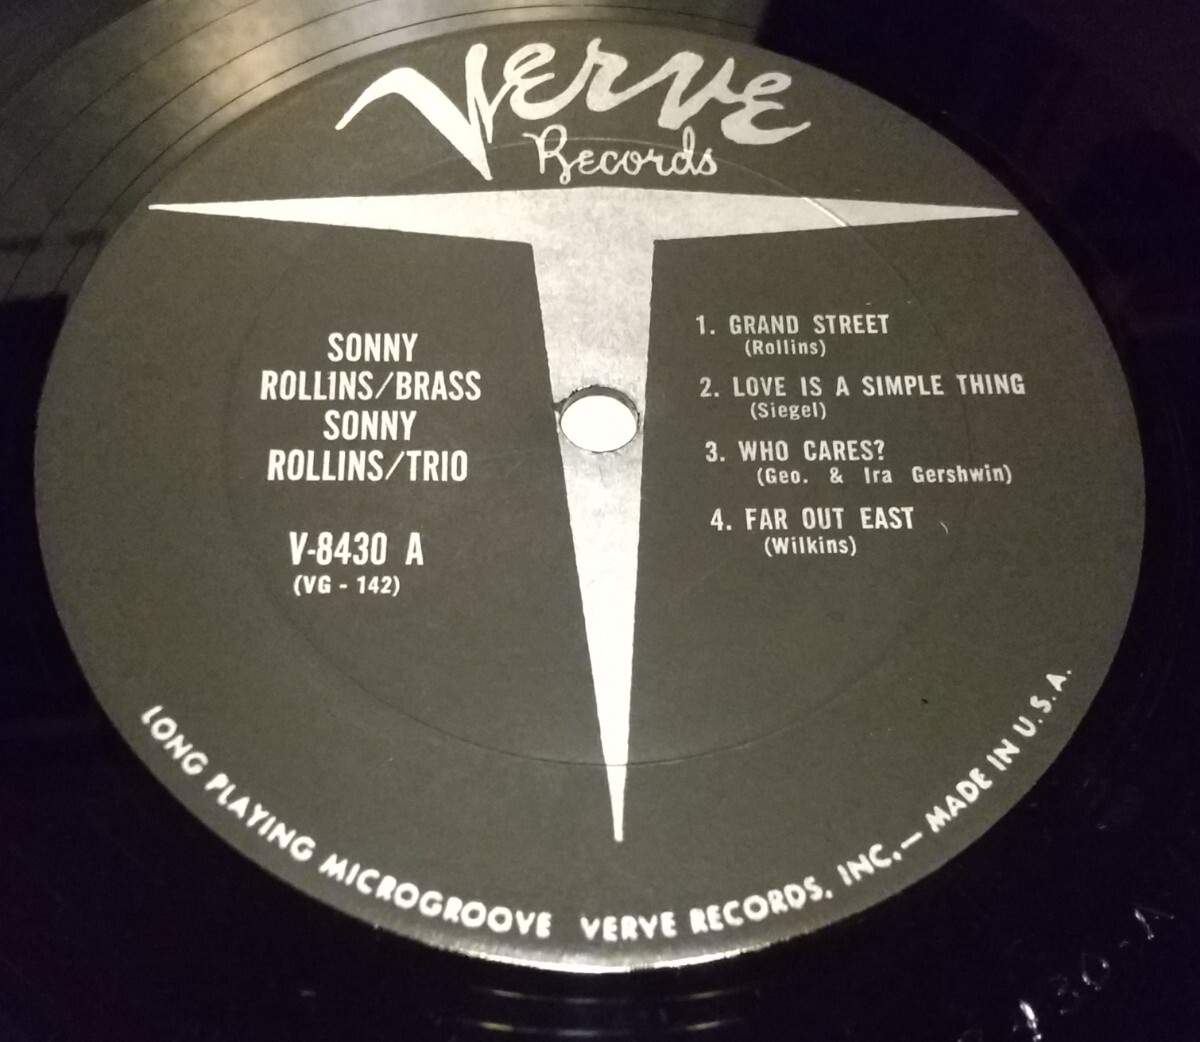 Verve
Records
SONNY
ROLLINS/BRASS
SONNY
ROLLINS/TRIO
V-8430 A
(VG - 142)
1. GRAND STREET
(Rollins)
2. LOVE IS A SIMPLE THING
(Siegel)
3. WHO CARES?
(Geo. & Ira Gershwin)
4. FAR OUT EAST
(Wilkins)
LONG PLAYING MICROGROOVE VERVE RECORDS, INC.— MADE IN U.S.A.